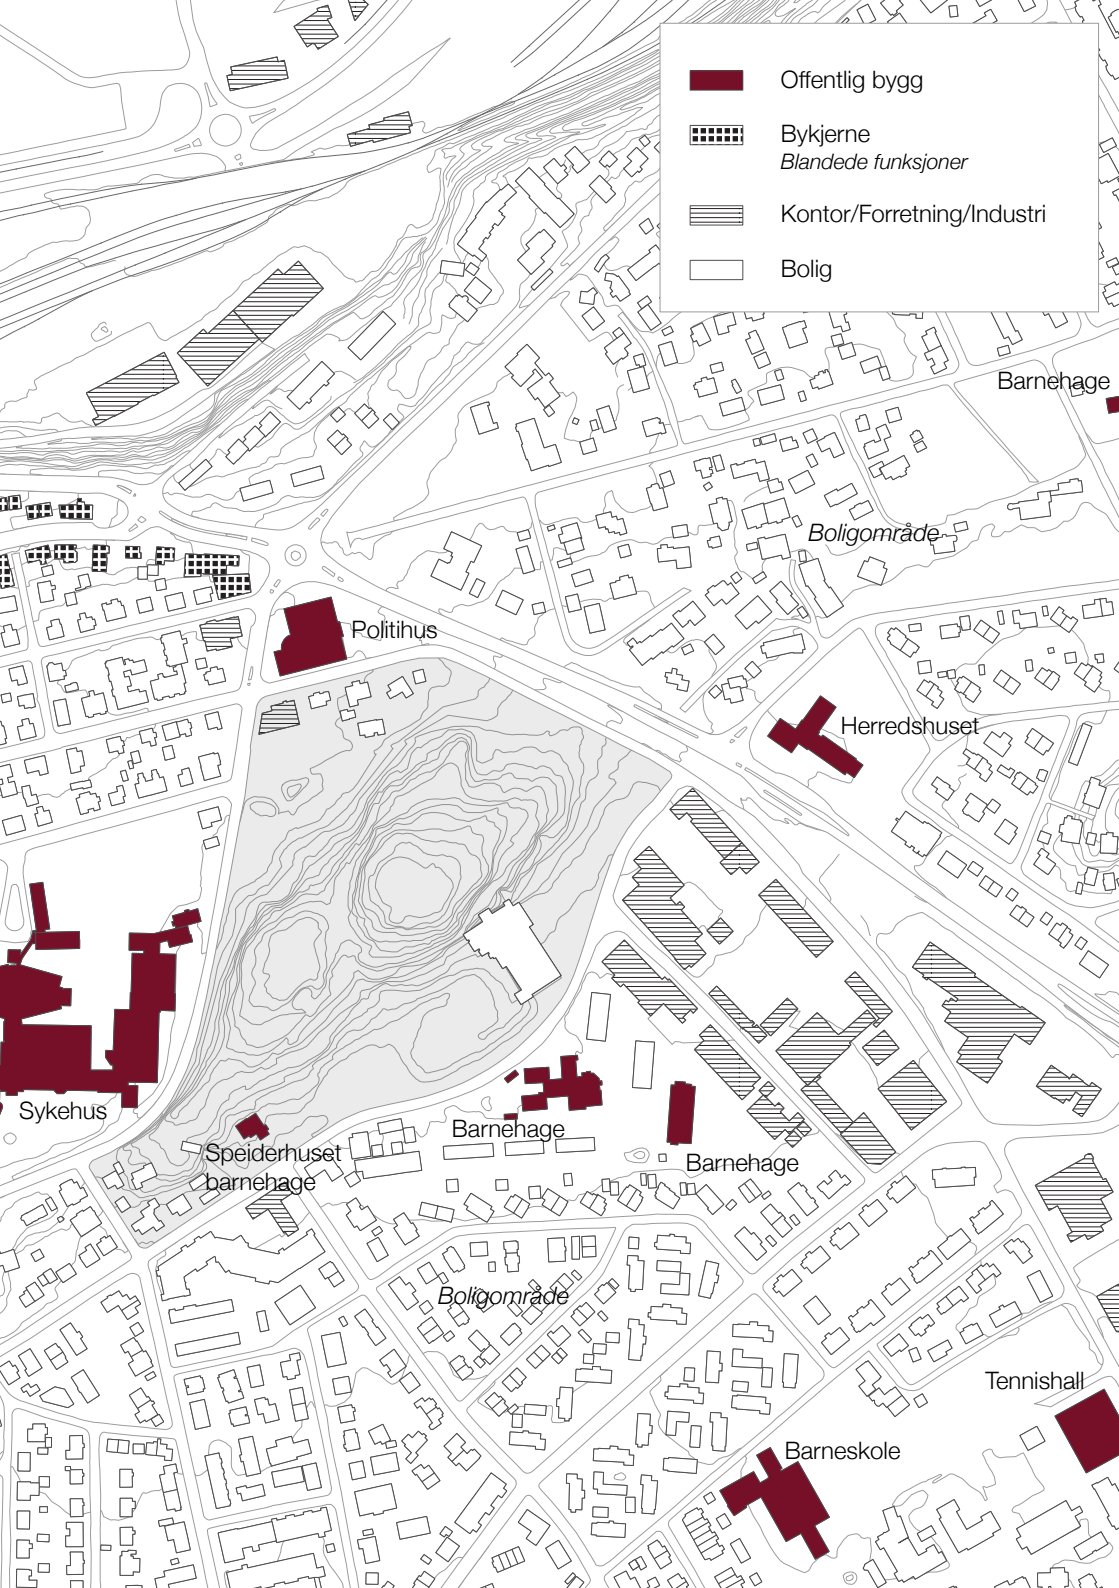 Offentlig bygg
Bykjerne
Blandede funksjoner
Kontor/Forretning/Industri
Bolig
Barnehage
Boligområde
Politihus
Herredshuset
Sykehus
Barnehage
Speiderhuset
barnehage
Barnehage
Boligområde
Tennishall
Barneskole